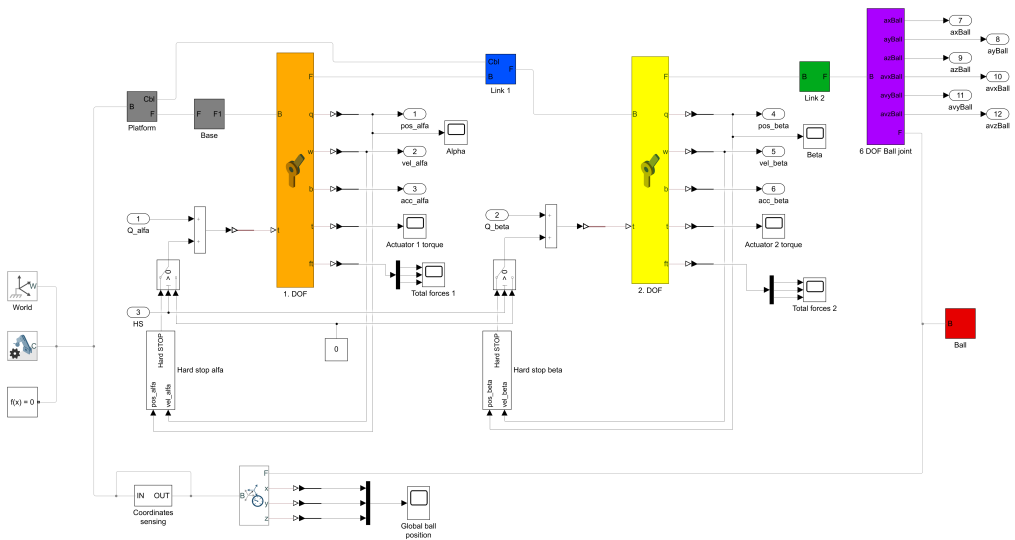 axBall
7
axBall
ayBall
8
ayBall
azBall
9
azBall
B
avxBall
10
avxBall
avyBall
11
avyBall
avzBall
12
avzBall
F
6 DOF Ball joint
Cbl
B
F
Link 1
B
F
Link 2
B
Cbl
F
Platform
F
F1
Base
B
F
q
w
b
t
ft
t
1. DOF
1
pos_alfa
2
vel_alfa
3
acc_alfa
Alpha
Actuator 1 torque
Total forces 1
B
F
q
w
b
t
ft
t
2. DOF
4
pos_beta
5
vel_beta
6
acc_beta
Beta
Actuator 2 torque
Total forces 2
1
Q_alfa
+
+
2
Q_beta
+
+
> 0
> 0
3
HS
0
W
World
C
f(x) = 0
Hard STOP
pos_alfa
vel_alfa
Hard stop alfa
Hard STOP
pos_beta
vel_beta
Hard stop beta
B
Ball
IN
OUT
Coordinates
sensing
B
F
x
y
z
Global ball
position